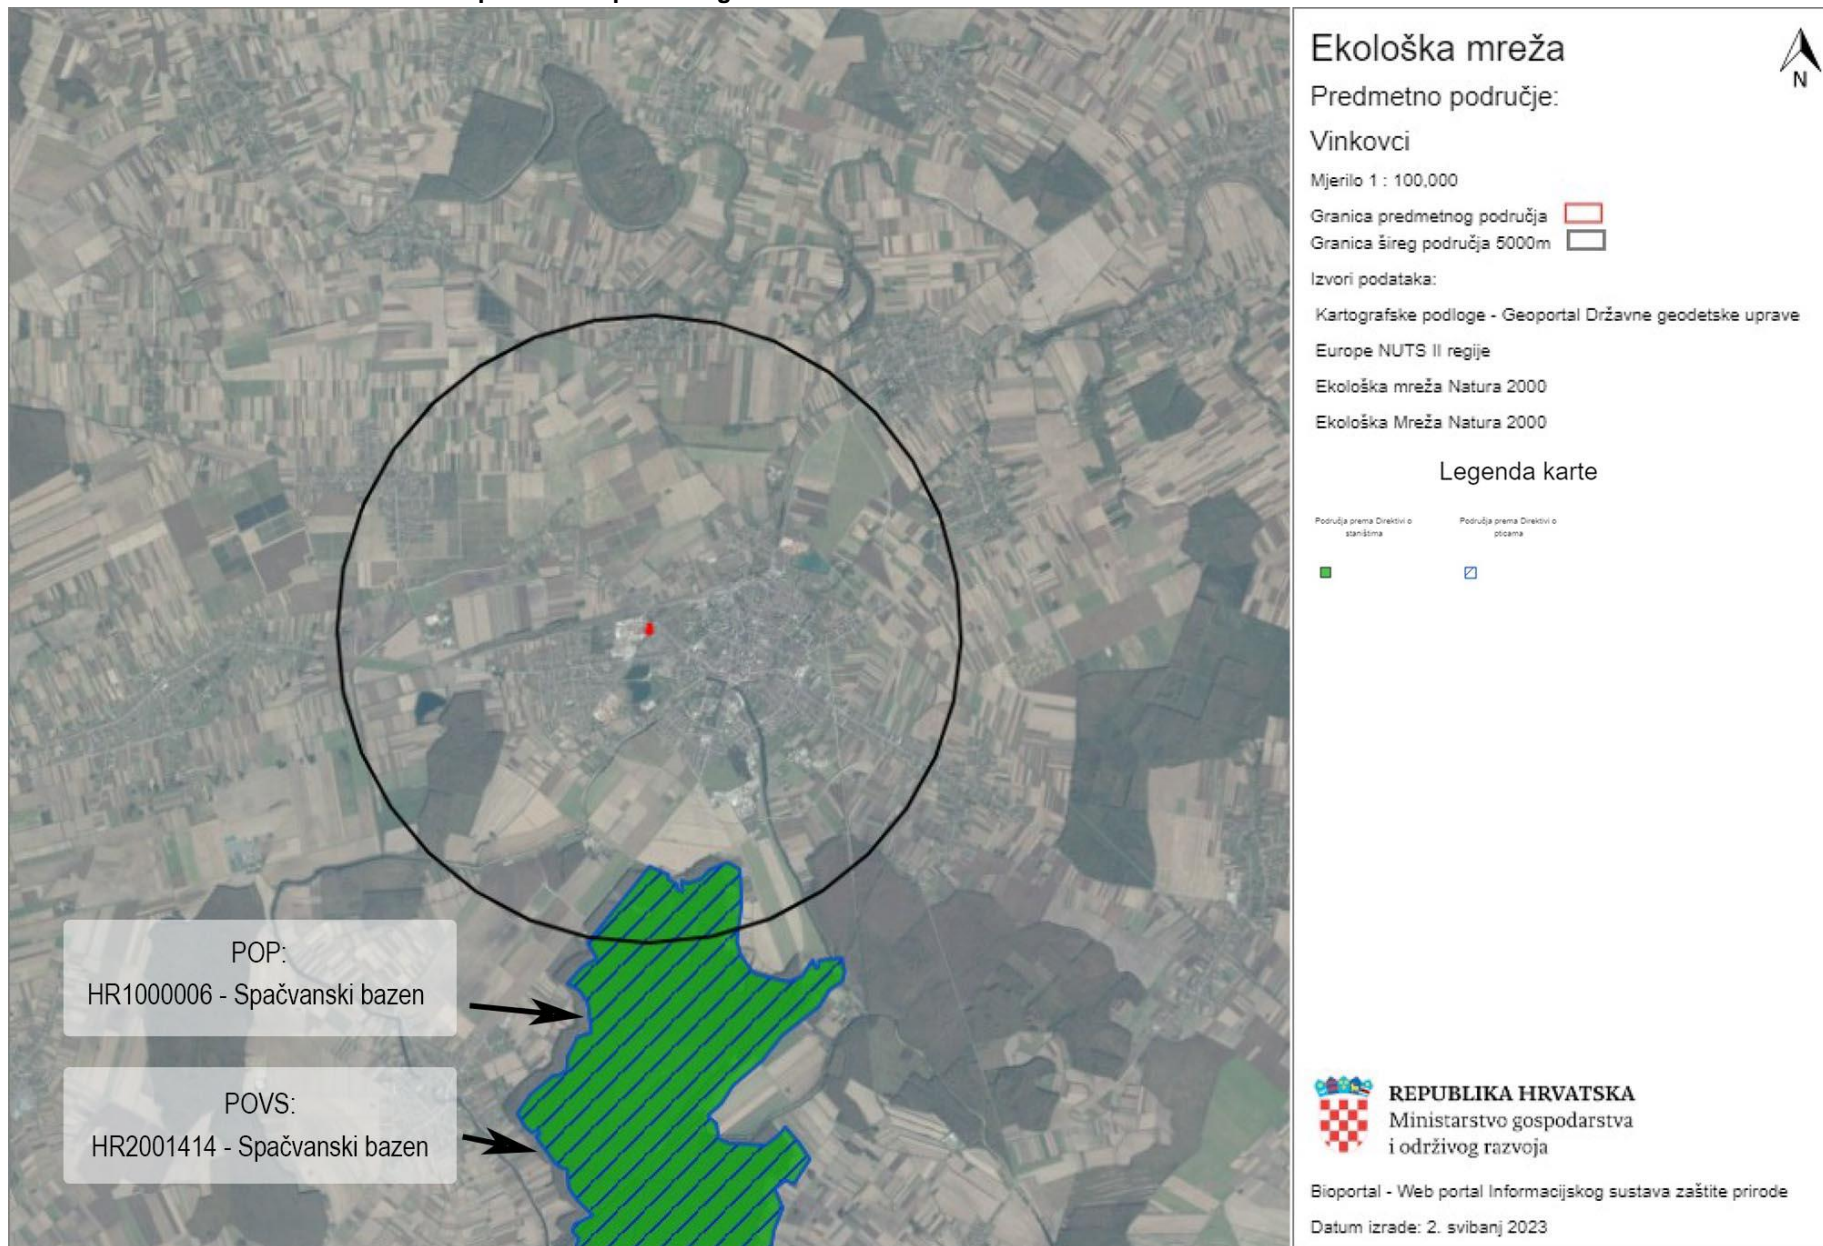 Ekološka mreža
N
Predmetno područje:
Vinkovci
Mjerilo 1 : 100,000
Granica predmetnog područja
Granica šireg područja 5000m
Izvori podataka:
Kartografske podloge - Geoportal Državne geodetske uprave
Europe NUTS II regije
Ekološka mreža Natura 2000
Ekološka Mreža Natura 2000
Legenda karte
Područja prema Direktivi o
staništima
Područja prema Direktivi o
pticama
POP:
HR1000006 - Spačvanski bazen
POVS:
HR2001414 - Spačvanski bazen
REPUBLIKA HRVATSKA
Ministarstvo gospodarstva
i održivog razvoja
Bioportal - Web portal Informacijskog sustava zaštite prirode
Datum izrade: 2. svibanj 2023